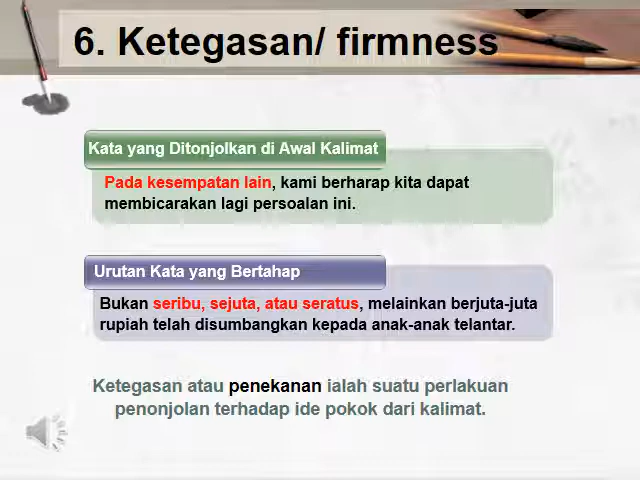 6. Ketegasan/ firmness
Kata yang Ditonjolkan di Awal Kalimat
Pada kesempatan lain, kami berharap kita dapat
membicarakan lagi persoalan ini.
Urutan Kata yang Bertahap
Bukan seribu, sejuta, atau seratus, melainkan berjuta-juta
rupiah telah disumbangkan kepada anak-anak telantar.
Ketegasan atau penekanan ialah suatu perlakuan
penonjolan terhadap ide pokok dari kalimat.